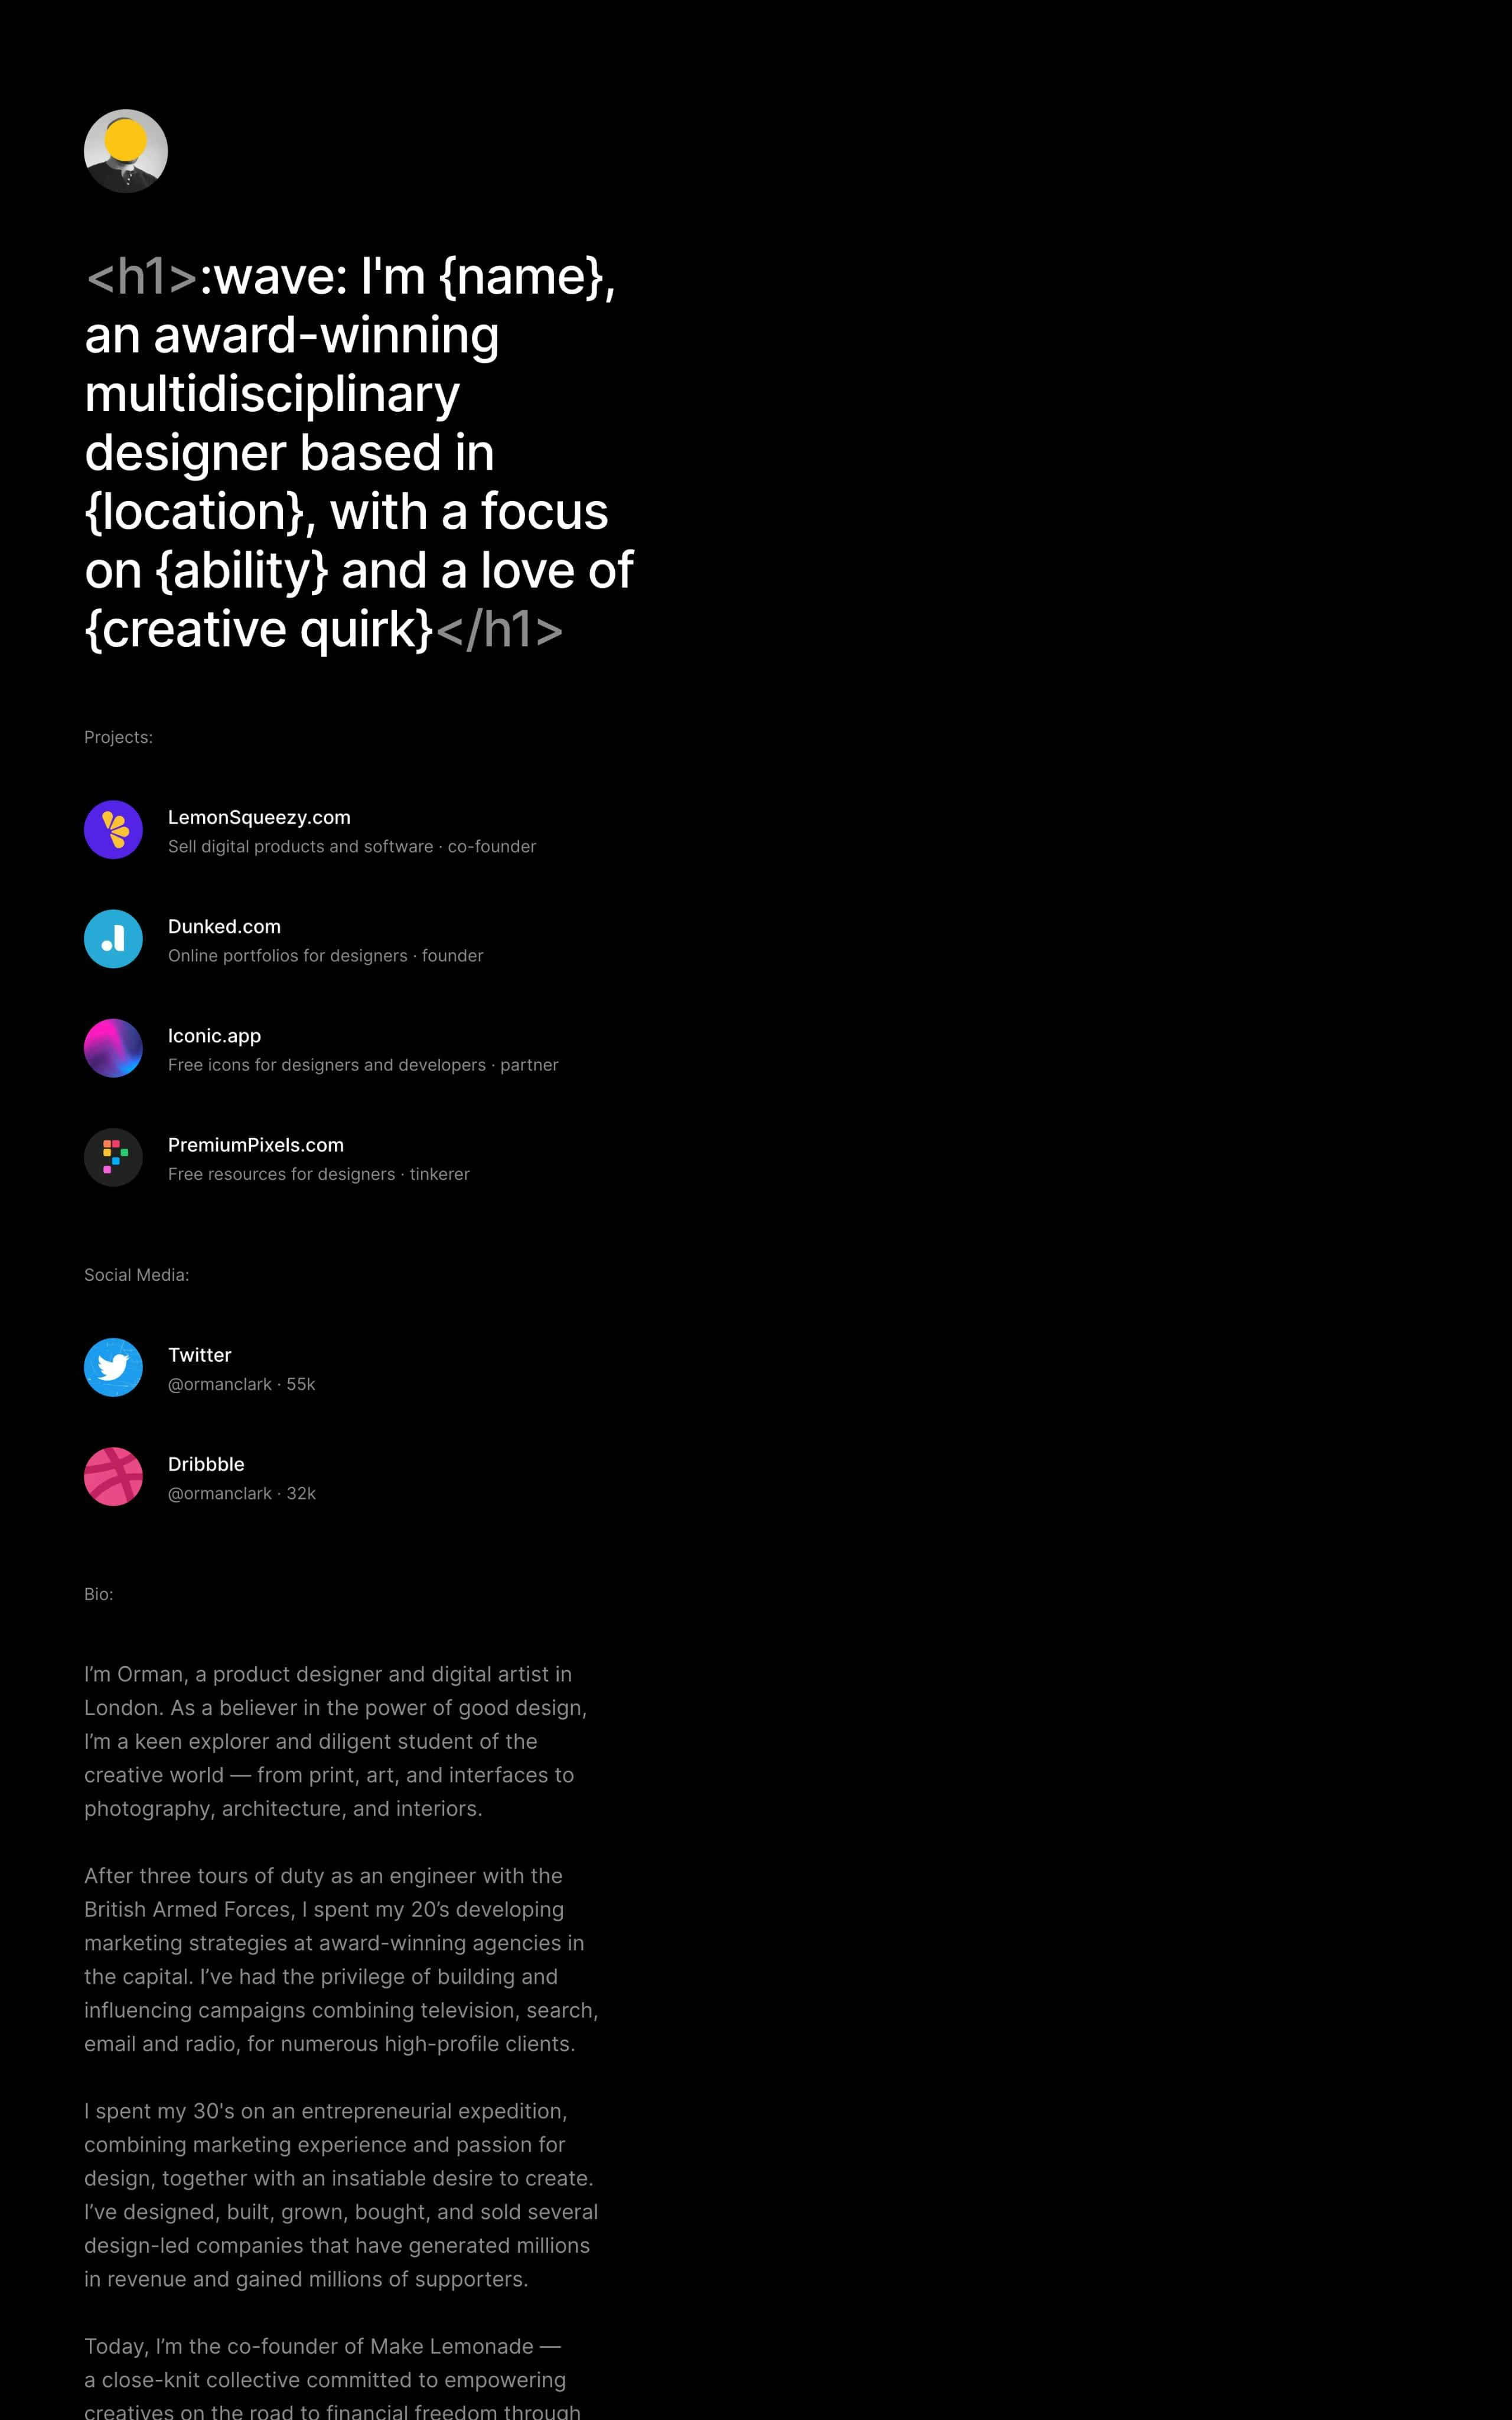 <h1>:wave: I'm {name},
an award-winning
multidisciplinary
designer based in
{location}, with a focus
on {ability} and a love of
{creative quirk}</h1>
Projects:
LemonSqueezy.com
Sell digital products and software · co-founder
Dunked.com
Online portfolios for designers · founder
Iconic.app
Free icons for designers and developers · partner
PremiumPixels.com
Free resources for designers · tinkerer
Social Media:
Twitter
@ormanclark · 55k
Dribbble
@ormanclark · 32k
Bio:
I’m Orman, a product designer and digital artist in
London. As a believer in the power of good design,
I’m a keen explorer and diligent student of the
creative world — from print, art, and interfaces to
photography, architecture, and interiors.
After three tours of duty as an engineer with the
British Armed Forces, I spent my 20’s developing
marketing strategies at award-winning agencies in
the capital. I’ve had the privilege of building and
influencing campaigns combining television, search,
email and radio, for numerous high-profile clients.
I spent my 30's on an entrepreneurial expedition,
combining marketing experience and passion for
design, together with an insatiable desire to create.
I’ve designed, built, grown, bought, and sold several
design-led companies that have generated millions
in revenue and gained millions of supporters.
Today, I’m the co-founder of Make Lemonade —
a close-knit collective committed to empowering
creatives on the road to financial freedom through